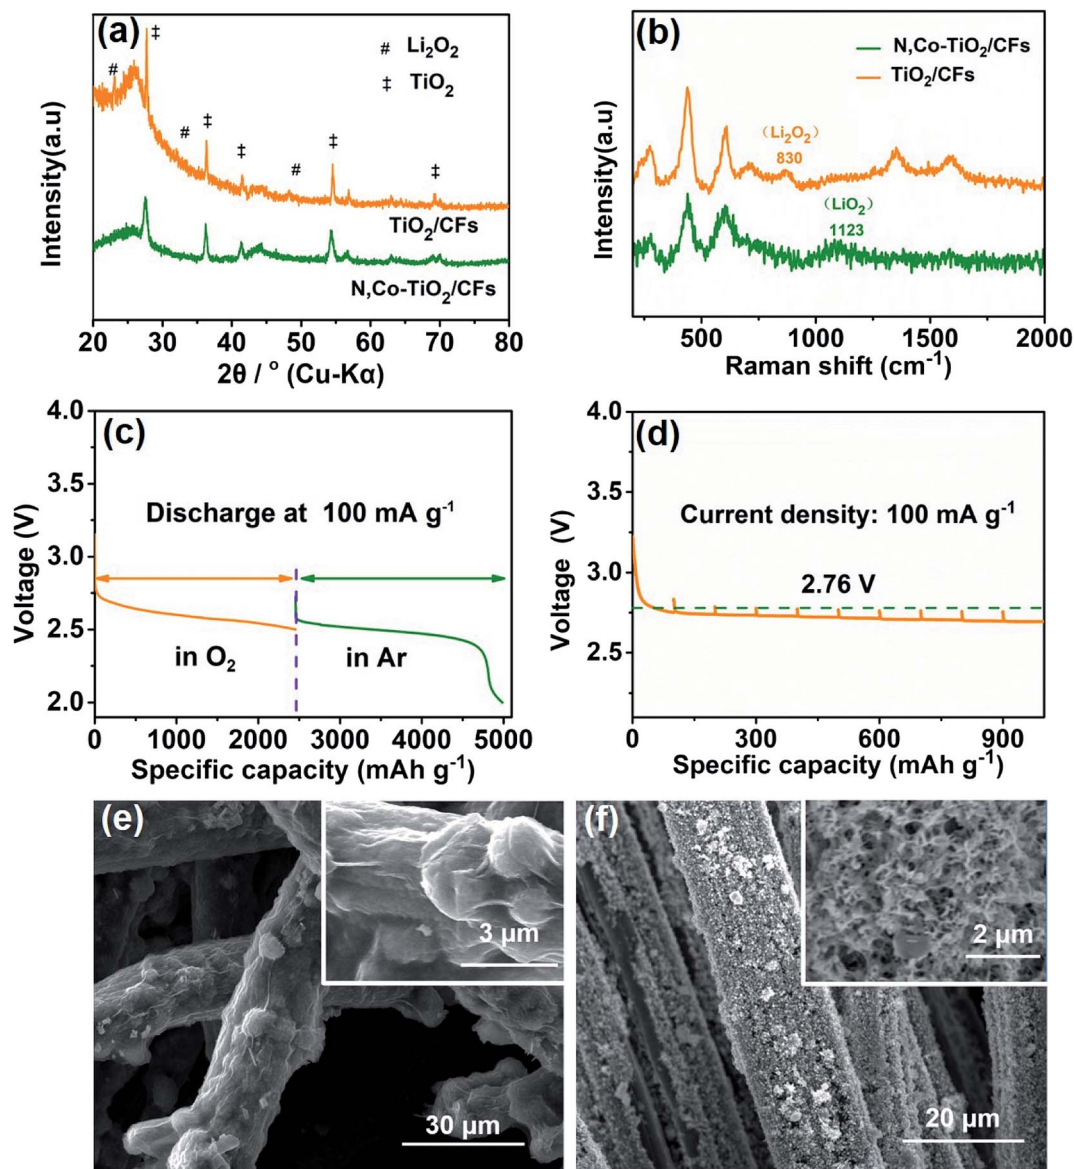 (a)
# Li₂O₂
‡ TiO₂
#
‡
#
‡
‡
#
‡
‡
TiO₂/CFs
N,Co-TiO₂/CFs
Intensity(a.u)
20 30 40 50 60 70 80
2θ / ° (Cu-Kα)
(b)
N,Co-TiO₂/CFs
TiO₂/CFs
(Li₂O₂)
830
(LiO₂)
1123
Intensity(a.u)
500 1000 1500 2000
Raman shift (cm⁻¹)
(c)
4.0
3.5
3.0
2.5
2.0
Voltage (V)
Discharge at 100 mA g⁻¹
in O₂
in Ar
0 1000 2000 3000 4000 5000
Specific capacity (mAh g⁻¹)
(d)
4.0
3.5
3.0
2.5
Voltage (V)
Current density: 100 mA g⁻¹
2.76 V
0 300 600 900
Specific capacity (mAh g⁻¹)
(e)
3 μm
30 μm
(f)
2 μm
20 μm